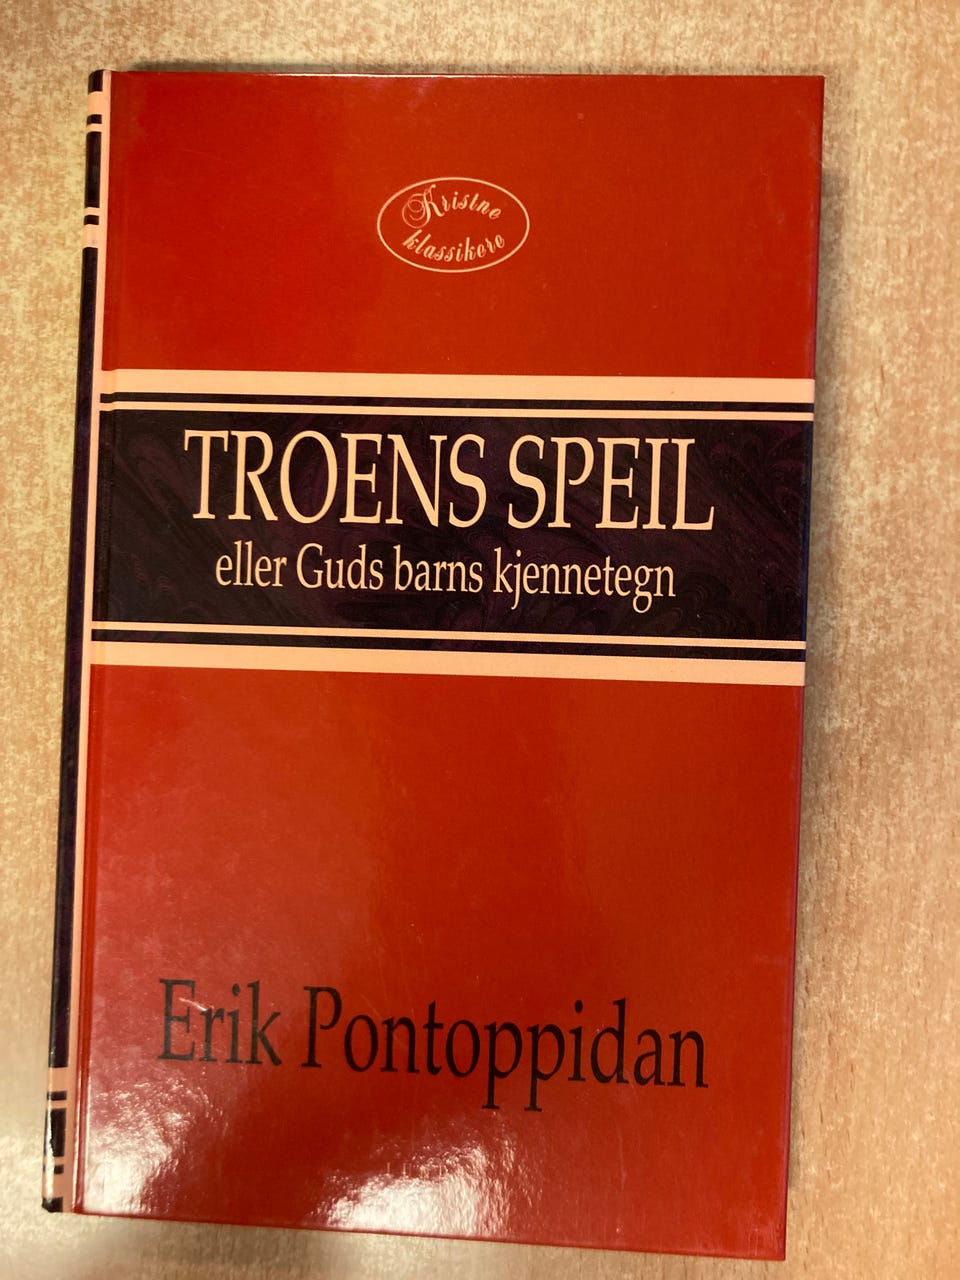 Kristne
klassikere
TROENS SPEIL
eller Guds barns kjennetegn
Erik Pontoppidan